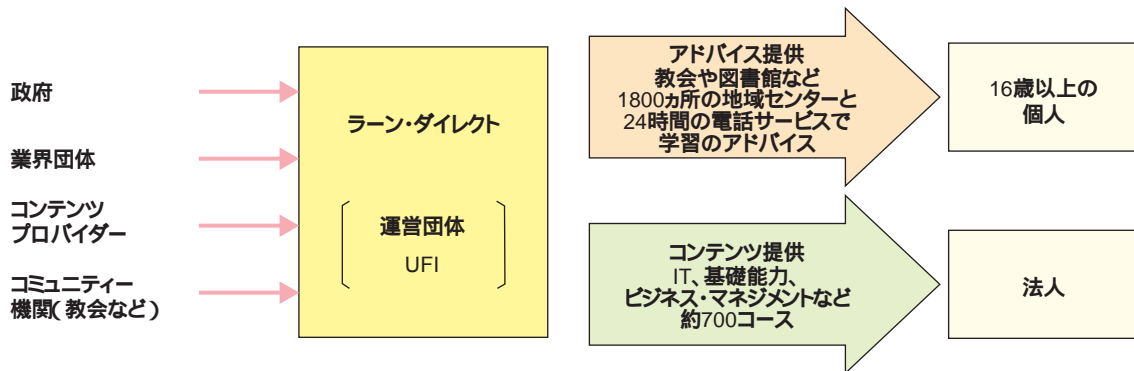 政府
業界団体
コンテンツ
プロバイダー
コミュニティー
機関(教会など)
ラーン・ダイレクト
運営団体
UFI
アドバイス提供
教会や図書館など
1800ヵ所の地域センターと
24時間の電話サービスで
学習のアドバイス
コンテンツ提供
IT、基礎能力、
ビジネス・マネジメントなど
約700コース
16歳以上の
個人
法人